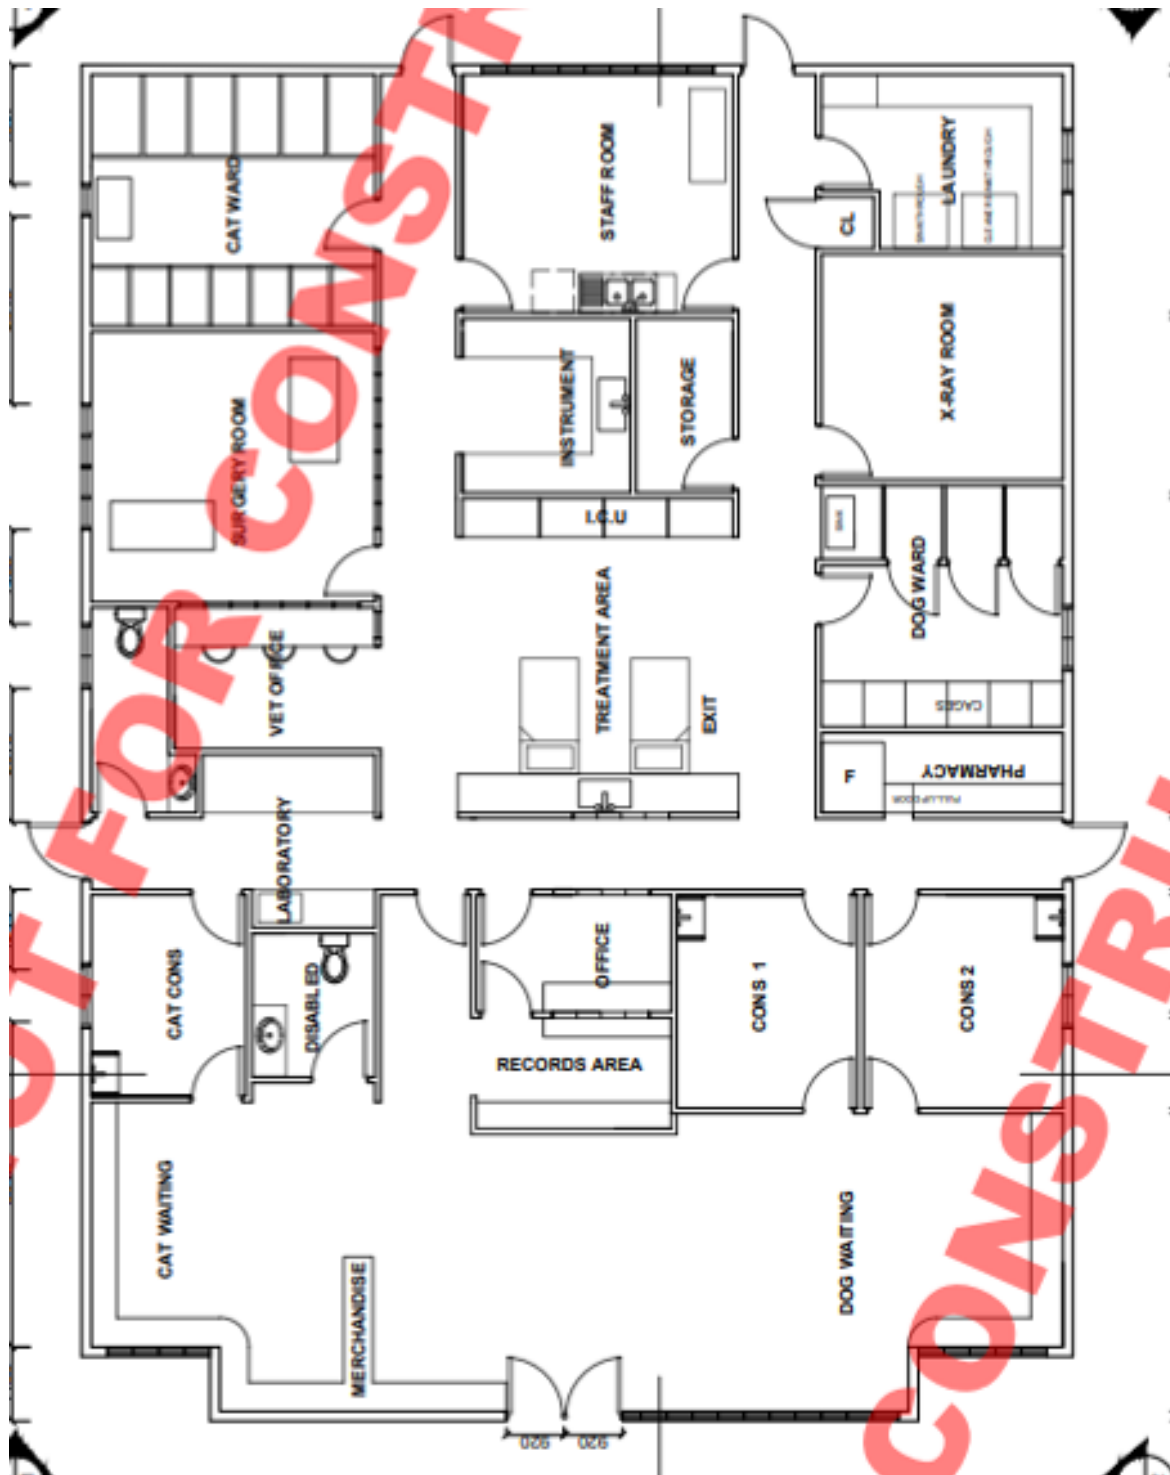 CAT WARD
STAFF ROOM
LAUNDRY
CL
SURGERY ROOM
INSTRUMENT
STORAGE
X-RAY ROOM
I.C.U
VET OFFICE
TREATMENT AREA
EXIT
DOG WARD
CAGES
F
PHARMACY
LABORATORY
CAT CONS
DISABLED
OFFICE
CONS 1
CONS 2
RECORDS AREA
CAT WAITING
MERCHANDISE
DOG WAITING
920
920
OT FOR CONSTR
CONSTRU